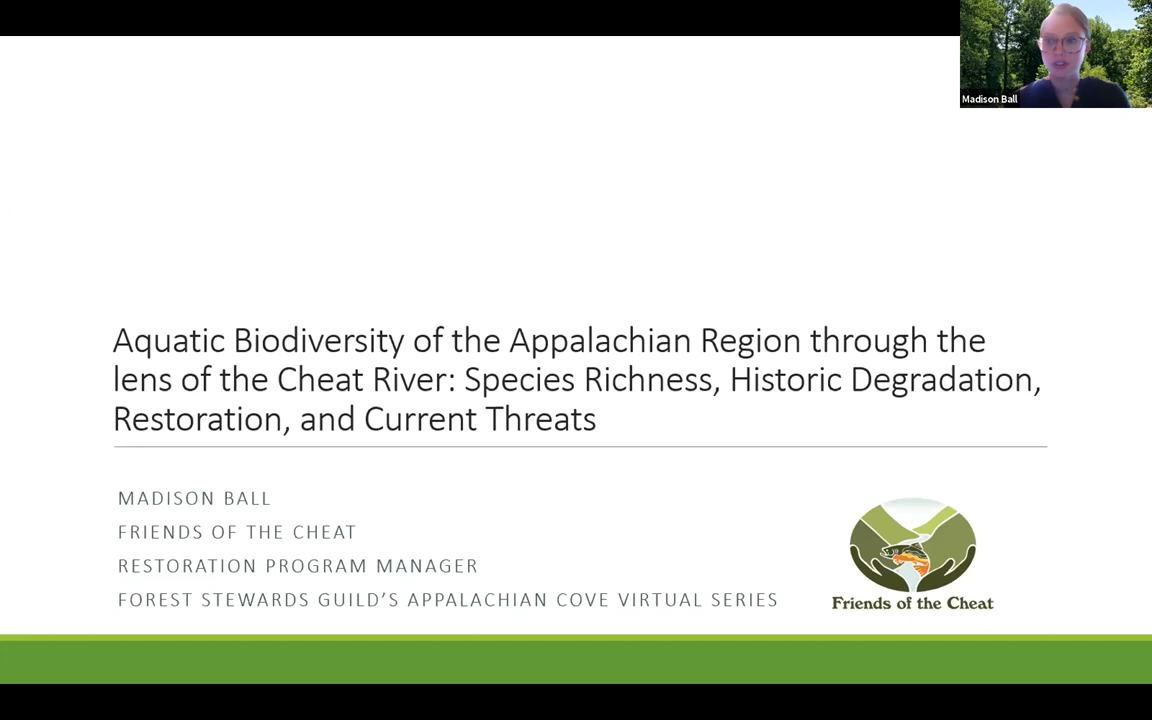 Madison Ball
Aquatic Biodiversity of the Appalachian Region through the
lens of the Cheat River: Species Richness, Historic Degradation,
Restoration, and Current Threats
MADISON BALL
FRIENDS OF THE CHEAT
RESTORATION PROGRAM MANAGER
FOREST STEWARDS GUILD’S APPALACHIAN COVE VIRTUAL SERIES
Friends of the Cheat